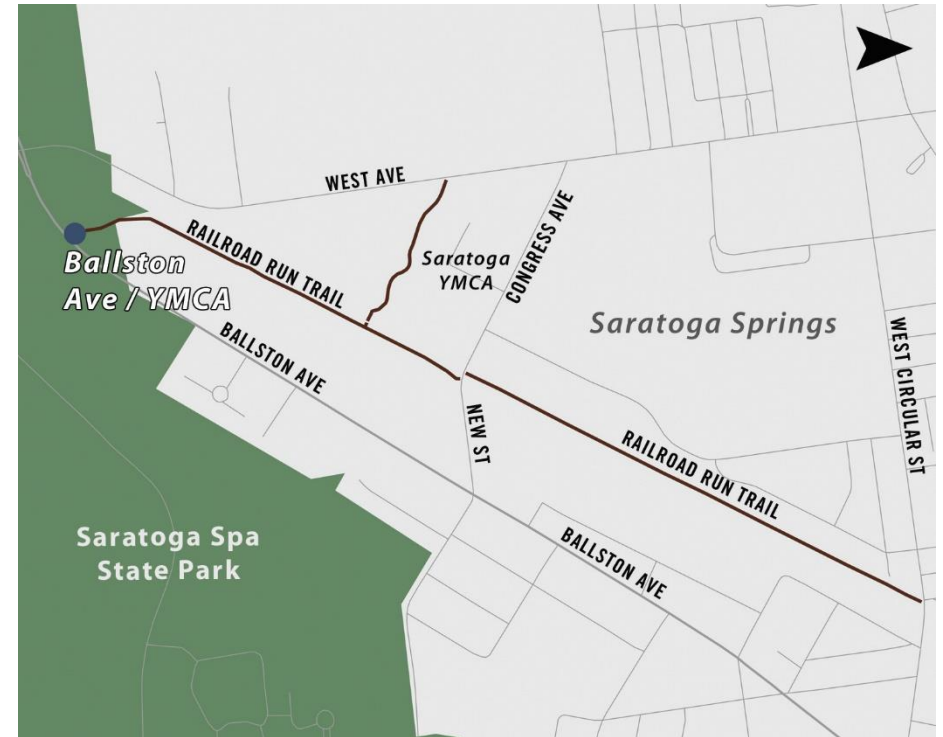 WEST AVE
RAILROAD RUN TRAIL
Saratoga
YMCA
CONGRESS AVE
Ballston
Ave / YMCA
Saratoga Springs
BALLSTON AVE
WEST CIRCULAR ST
NEW ST
RAILROAD RUN TRAIL
Saratoga Spa
State Park
BALLSTON AVE